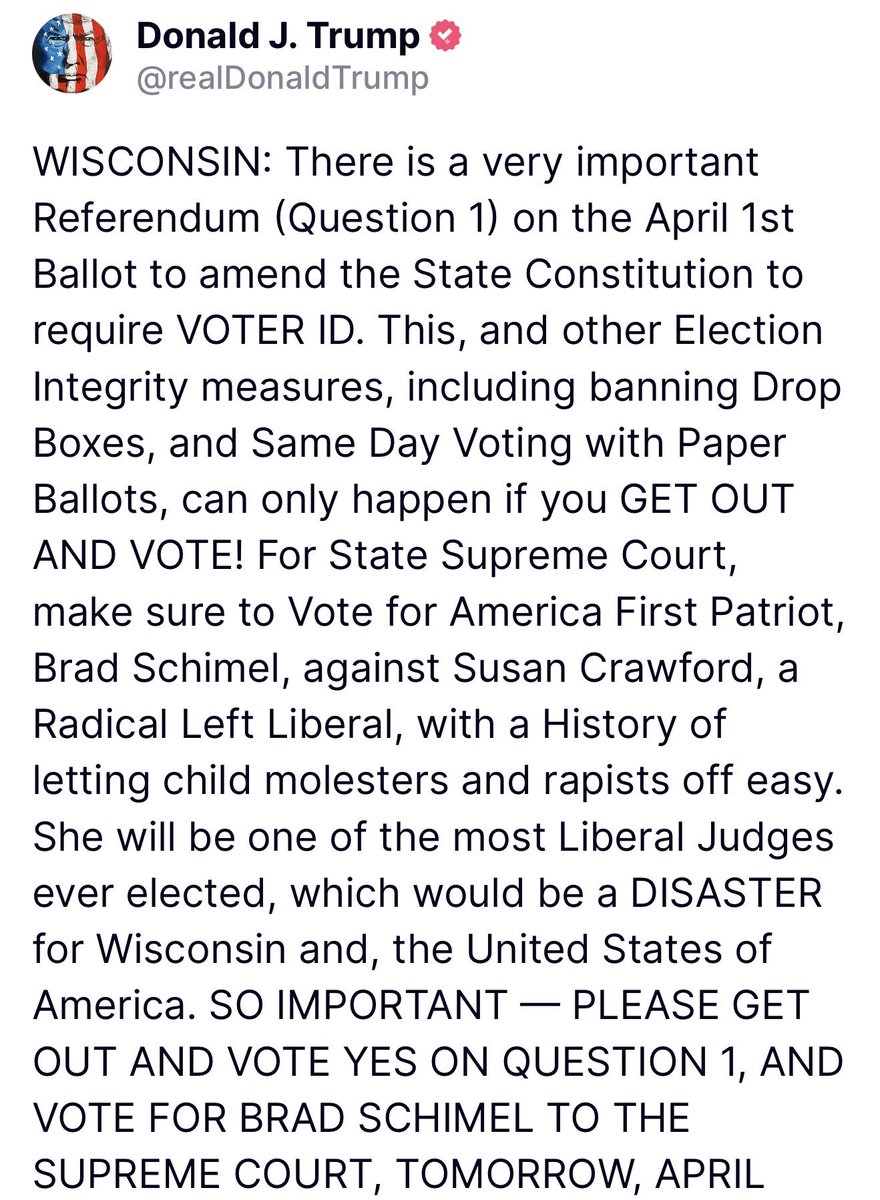 Donald J. Trump
@realDonaldTrump
WISCONSIN: There is a very important
Referendum (Question 1) on the April 1st
Ballot to amend the State Constitution to
require VOTER ID. This, and other Election
Integrity measures, including banning Drop
Boxes, and Same Day Voting with Paper
Ballots, can only happen if you GET OUT
AND VOTE! For State Supreme Court,
make sure to Vote for America First Patriot,
Brad Schimel, against Susan Crawford, a
Radical Left Liberal, with a History of
letting child molesters and rapists off easy.
She will be one of the most Liberal Judges
ever elected, which would be a DISASTER
for Wisconsin and, the United States of
America. SO IMPORTANT — PLEASE GET
OUT AND VOTE YES ON QUESTION 1, AND
VOTE FOR BRAD SCHIMEL TO THE
SUPREME COURT, TOMORROW, APRIL